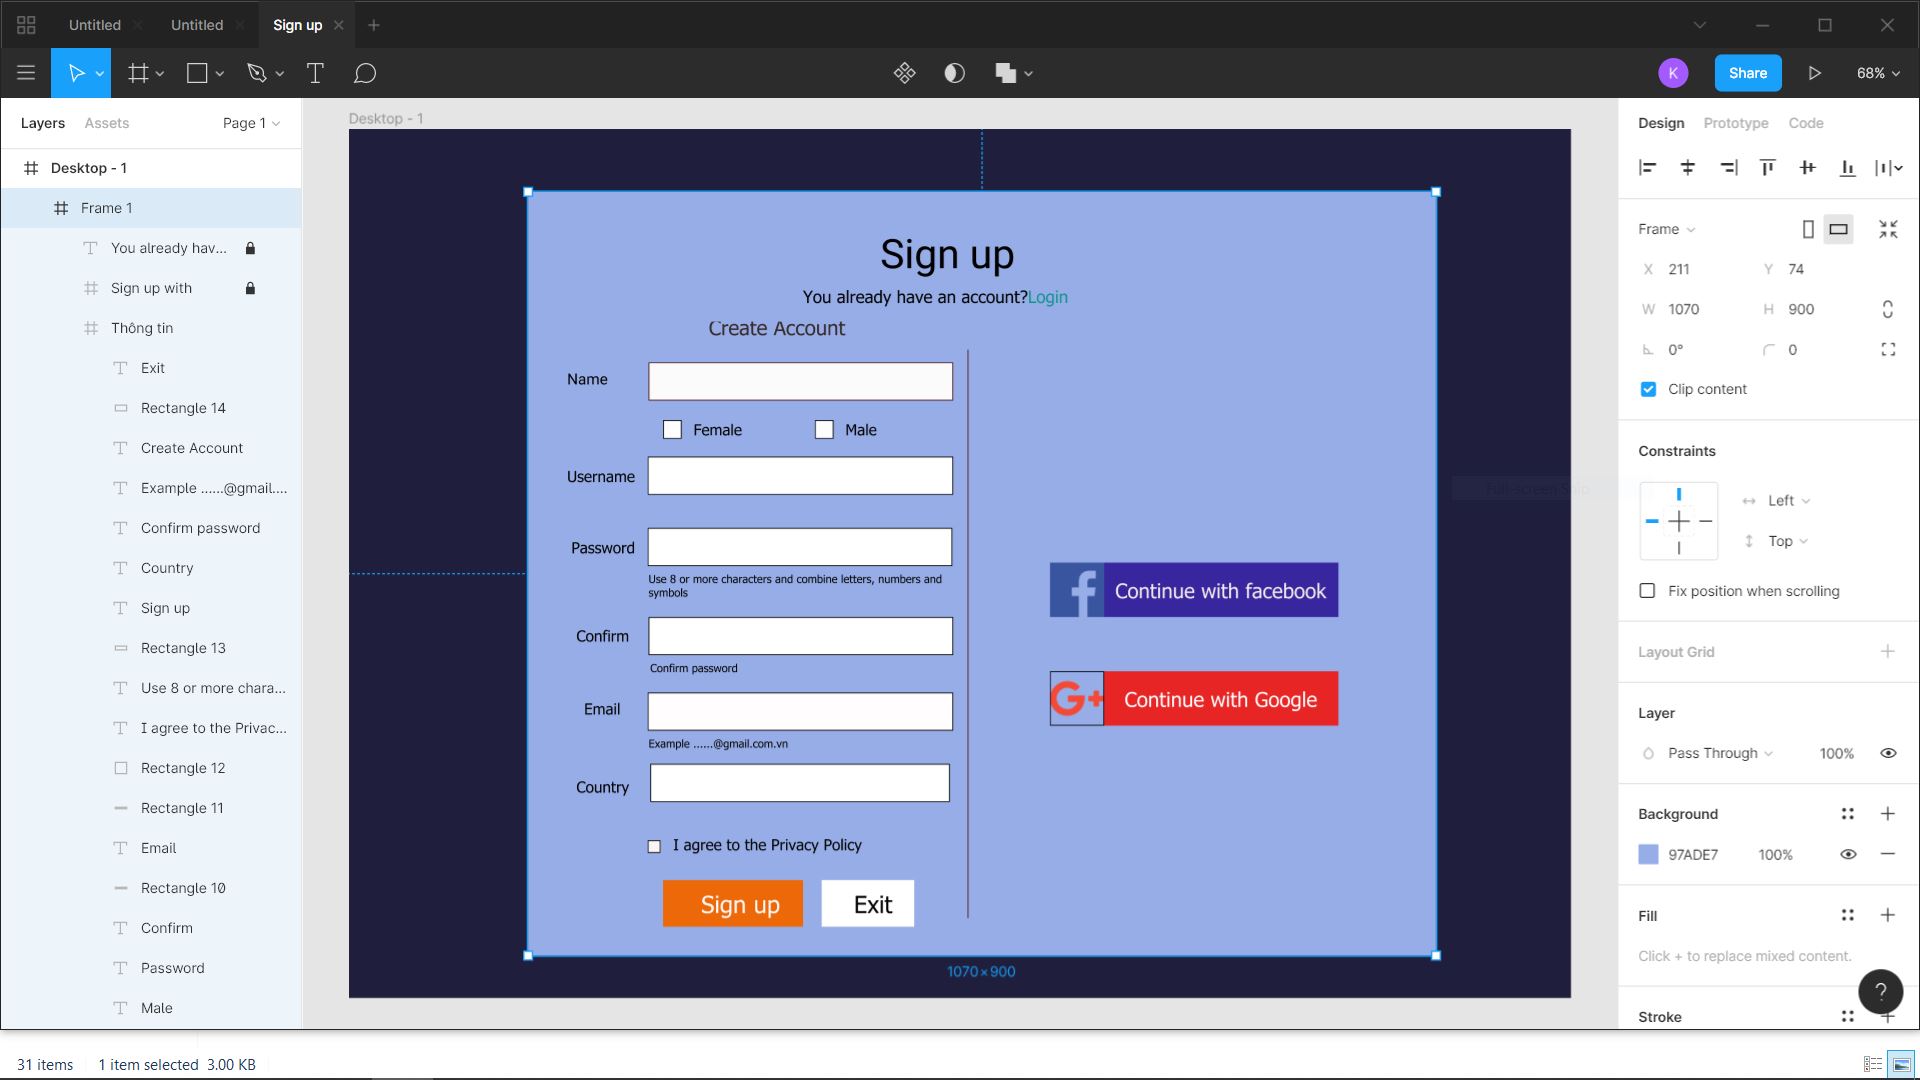 Untitled
Untitled
Sign up
K
Share
68%
Layers
Assets
Page 1
Desktop - 1
Frame 1
You already hav...
Sign up with
Thông tin
Exit
Rectangle 14
Create Account
Example ......@gmail....
Confirm password
Country
Sign up
Rectangle 13
Use 8 or more chara...
I agree to the Privac...
Rectangle 12
Rectangle 11
Email
Rectangle 10
Confirm
Password
Male
Desktop - 1
Sign up
You already have an account?Login
Create Account
Name
Female
Male
Username
Password
Use 8 or more characters and combine letters, numbers and
symbols
Confirm
Confirm password
Email
Example ......@gmail.com.vn
Country
I agree to the Privacy Policy
Sign up
Exit
Continue with facebook
G+
Continue with Google
1070×900
Full-screen Snip
Design
Prototype
Code
Frame
X 211
Y 74
W 1070
H 900
0°
0
Clip content
Constraints
Left
Top
Fix position when scrolling
Layout Grid
Layer
Pass Through
100%
Background
97ADE7
100%
Fill
Click + to replace mixed content.
Stroke
?
31 items
1 item selected 3.00 KB